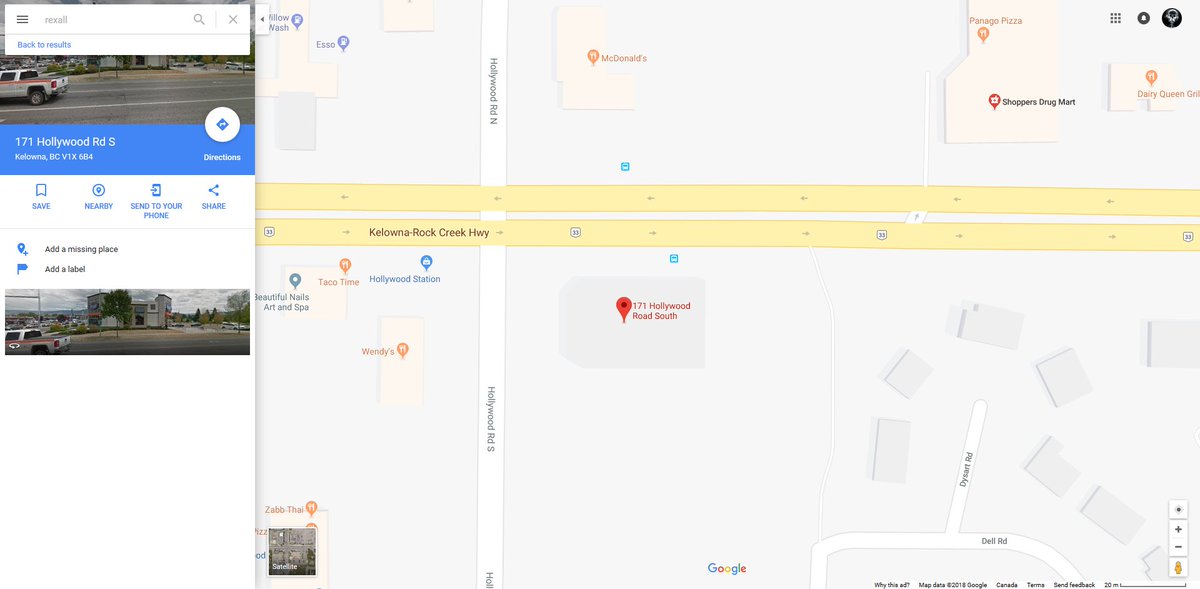 rexall
Back to results
171 Hollywood Rd S
Kelowna, BC V1X 6B4
Directions
SAVE
NEARBY
SEND TO YOUR
PHONE
SHARE
Add a missing place
Add a label
Willow
Wash
Esso
Hollywood Rd N
McDonald's
Panago Pizza
Shoppers Drug Mart
Dairy Queen Gril
33
Kelowna-Rock Creek Hwy
33
33
33
Beautiful Nails
Art and Spa
Taco Time
Hollywood Station
171 Hollywood
Road South
Wendy's
Hollywood Rd S
Dysart Rd
Zabb Thai
Pizz
ood
Satellite
Dell Rd
Google
Why this ad?
Map data ©2018 Google
Canada
Terms
Send feedback
20 m